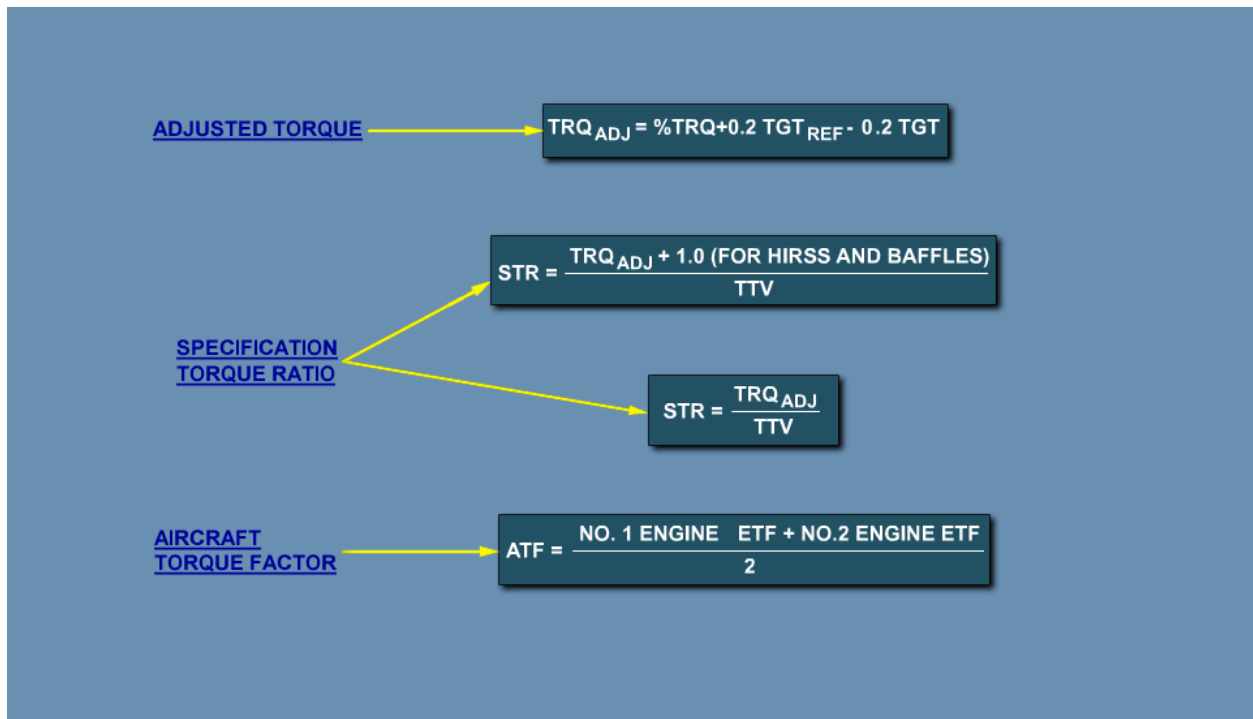 ADJUSTED TORQUE
TRQ ADJ = %TRQ+0.2 TGT REF - 0.2 TGT
STR = TRQ ADJ + 1.0 (FOR HIRSS AND BAFFLES)
TTV
SPECIFICATION
TORQUE RATIO
STR = TRQ ADJ
TTV
AIRCRAFT
TORQUE FACTOR
ATF = NO. 1 ENGINE ETF + NO.2 ENGINE ETF
2